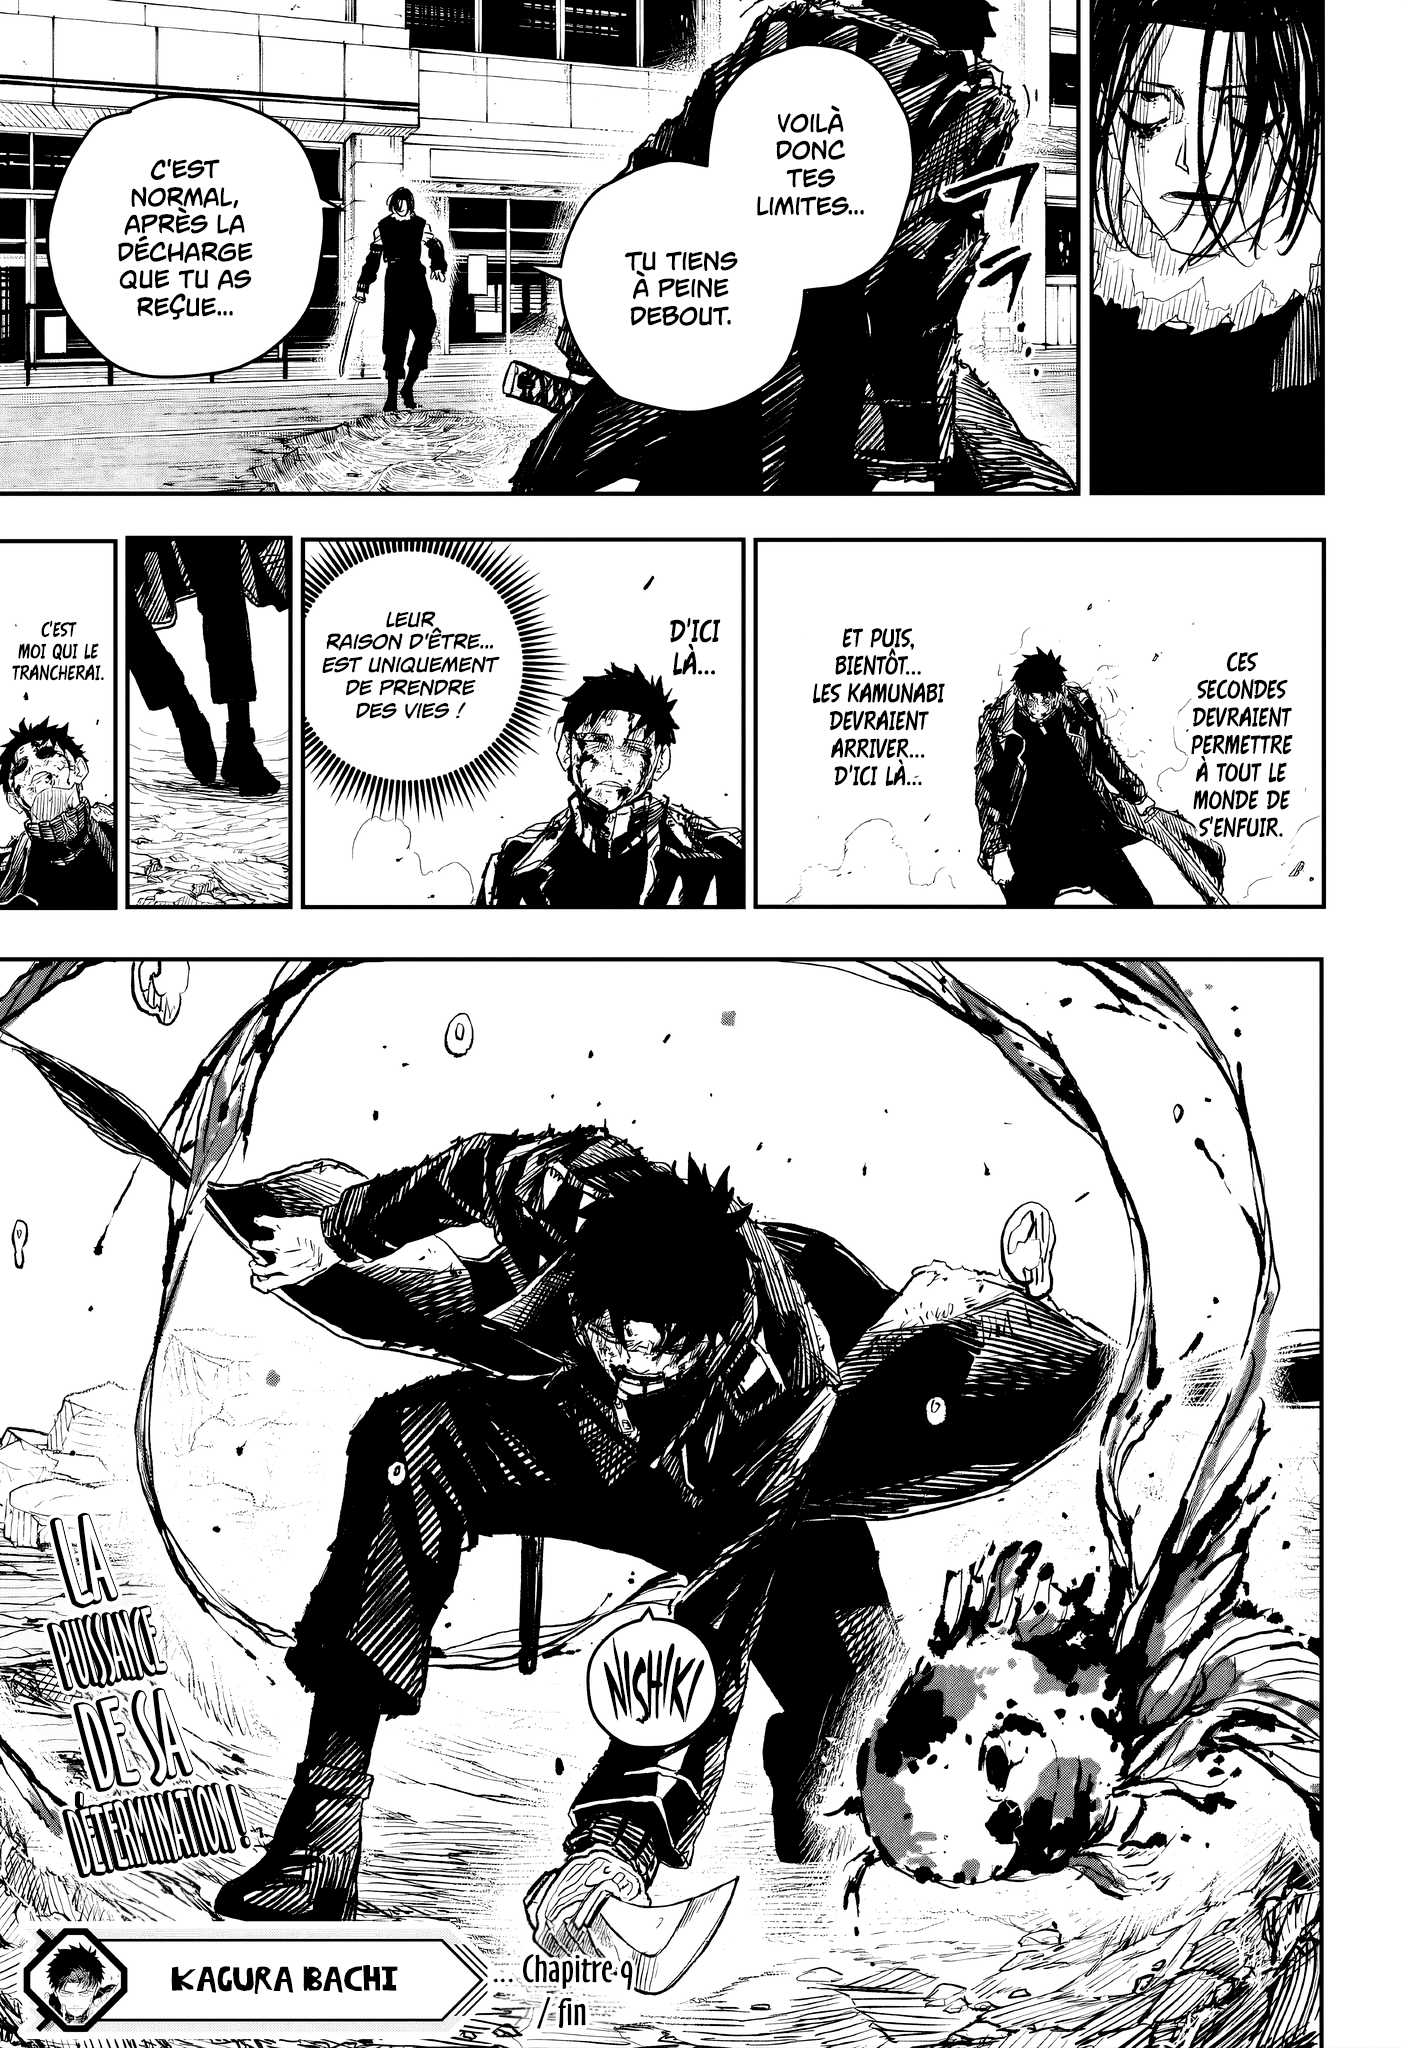 VOILÀ
DONC
TES
LIMITES...
TU TIENS
À PEINE
DEBOUT.
C'EST
NORMAL,
APRÈS LA
DÉCHARGE
QUE TU AS
REÇUE...
CES
SECONDES
DEVRAIENT
PERMETTRE
À TOUT LE
MONDE DE
S'ENFUIR.
ET PUIS,
BIENTÔT...
LES KAMUNABI
DEVRAIENT
ARRIVER...
D'ICI LÀ...
D'ICI
LÀ...
LEUR
RAISON D'ÊTRE...
EST UNIQUEMENT
DE PRENDRE
DES VIES !
C'EST
MOI QUI LE
TRANCHERAI.
NISHIKI
LA
PUISSANCE
DE SA
DÉTERMINATION !
KAGURA BACHI
... Chapitre 9
/ fin